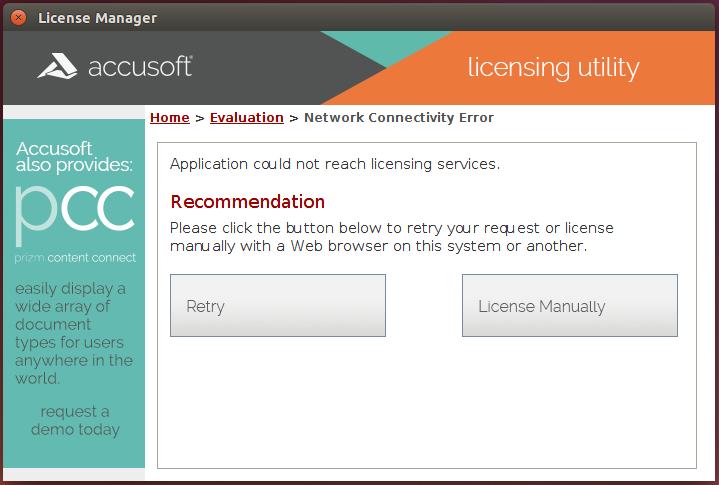 License Manager
accusoft®
licensing utility
Home > Evaluation > Network Connectivity Error
Accusoft
also provides:
pcc
prizm content connect
easily display a
wide array of
document
types for users
anywhere in the
world.
request a
demo today
Application could not reach licensing services.
Recommendation
Please click the button below to retry your request or license
manually with a Web browser on this system or another.
Retry
License Manually